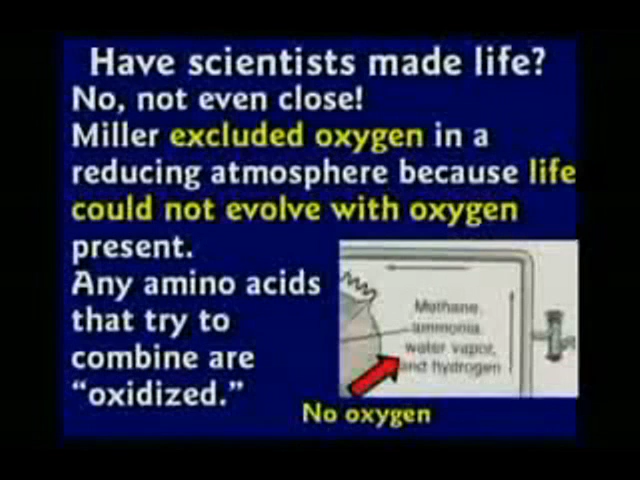 Have scientists made life?
No, not even close!
Miller excluded oxygen in a
reducing atmosphere because life
could not evolve with oxygen
present.
Any amino acids
that try to
combine are
“oxidized.”
Methane,
ammonia,
water vapor,
and hydrogen
No oxygen